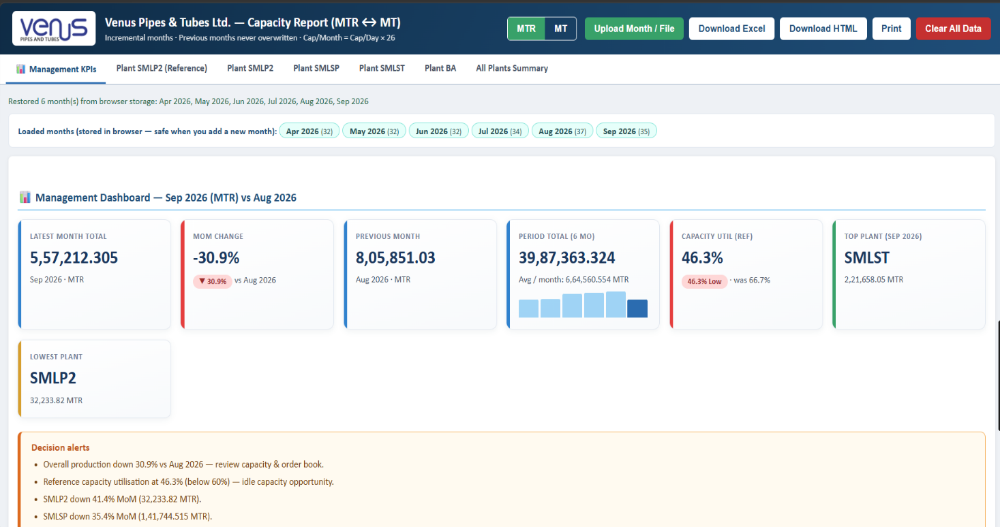 venus
PIPES AND TUBES
Venus Pipes & Tubes Ltd. — Capacity Report (MTR ↔ MT)
Incremental months · Previous months never overwritten · Cap/Month = Cap/Day × 26
MTR MT Upload Month / File Download Excel Download HTML Print Clear All Data
Management KPIs Plant SMLP2 (Reference) Plant SMLP2 Plant SMLSP Plant SMLST Plant BA All Plants Summary
Restored 6 month(s) from browser storage: Apr 2026, May 2026, Jun 2026, Jul 2026, Aug 2026, Sep 2026
Loaded months (stored in browser — safe when you add a new month): Apr 2026 (32) May 2026 (32) Jun 2026 (32) Jul 2026 (34) Aug 2026 (37) Sep 2026 (35)
Management Dashboard — Sep 2026 (MTR) vs Aug 2026
LATEST MONTH TOTAL
5,57,212.305
Sep 2026 · MTR
MOM CHANGE
-30.9%
▼ 30.9% vs Aug 2026
PREVIOUS MONTH
8,05,851.03
Aug 2026 · MTR
PERIOD TOTAL (6 MO)
39,87,363.324
Avg / month: 6,64,560.554 MTR
CAPACITY UTIL (REF)
46.3%
46.3% Low · was 66.7%
TOP PLANT (SEP 2026)
SMLST
2,21,658.05 MTR
LOWEST PLANT
SMLP2
32,233.82 MTR
Decision alerts
• Overall production down 30.9% vs Aug 2026 — review capacity & order book.
• Reference capacity utilisation at 46.3% (below 60%) — idle capacity opportunity.
• SMLP2 down 41.4% MoM (32,233.82 MTR).
• SMLSP down 35.4% MoM (1,41,744.515 MTR).